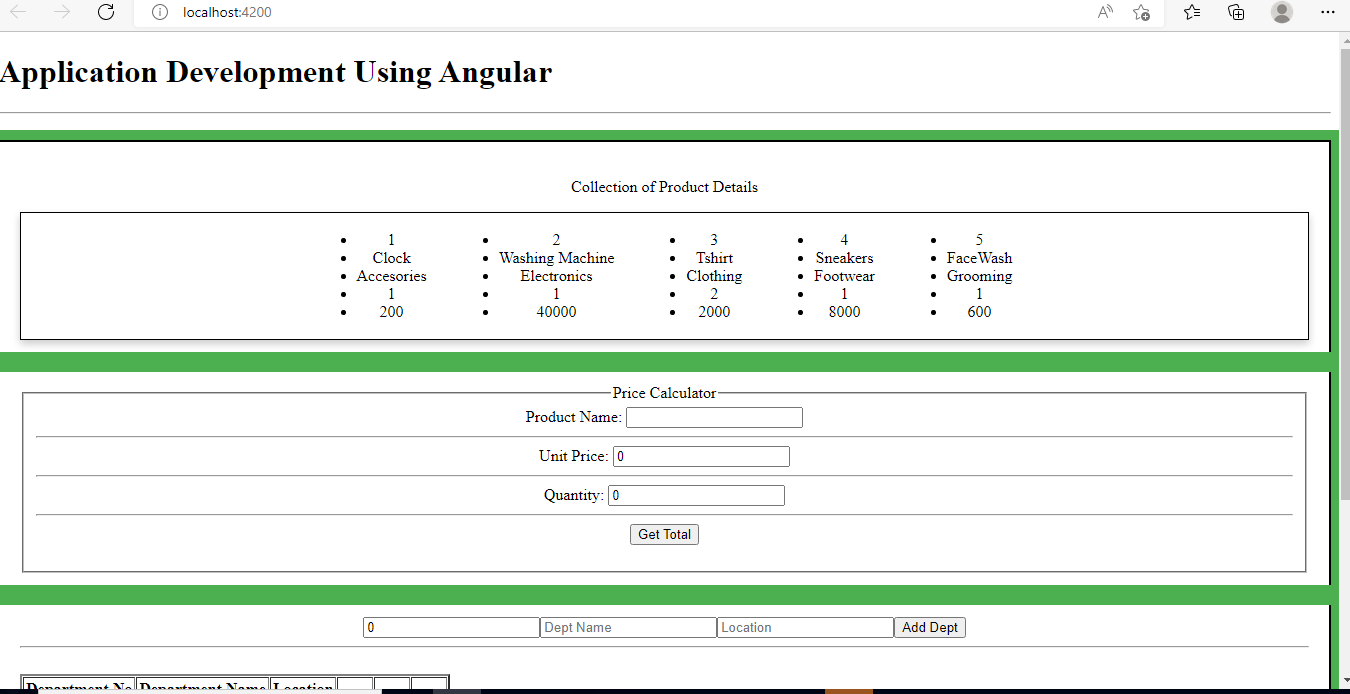 localhost:4200
Application Development Using Angular
Collection of Product Details
1 2 3 4 5
Clock Washing Machine Tshirt Sneakers FaceWash
Accesories Electronics Clothing Footwear Grooming
1 1 2 1 1
200 40000 2000 8000 600
Price Calculator
Product Name:
Unit Price: 0
Quantity: 0
Get Total
0 Dept Name Location Add Dept
Department No Department Name Location